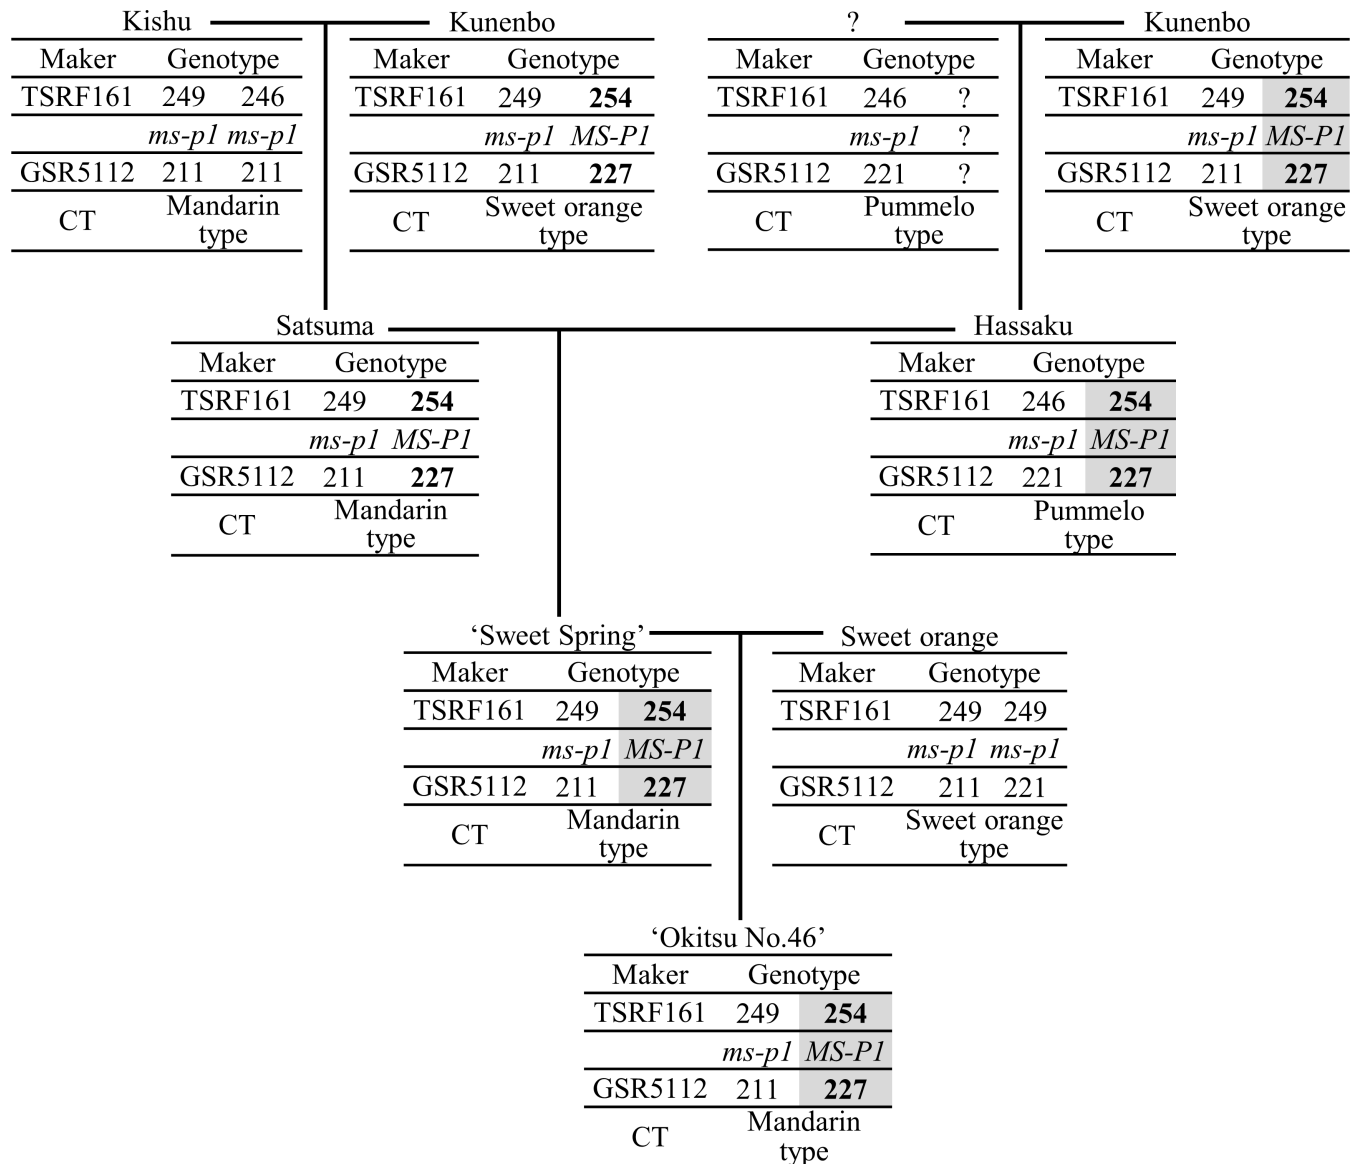 Kishu
Kunenbo
?
Kunenbo
Maker Genotype
TSRF161 249 246
ms-p1 ms-p1
GSR5112 211 211
CT Mandarin
type
Maker Genotype
TSRF161 249 254
ms-p1 MS-P1
GSR5112 211 227
CT Sweet orange
type
Maker Genotype
TSRF161 246 ?
ms-p1 ?
GSR5112 221 ?
CT Pummelo
type
Maker Genotype
TSRF161 249 254
ms-p1 MS-P1
GSR5112 211 227
CT Sweet orange
type
Satsuma
Maker Genotype
TSRF161 249 254
ms-p1 MS-P1
GSR5112 211 227
CT Mandarin
type
Hassaku
Maker Genotype
TSRF161 246 254
ms-p1 MS-P1
GSR5112 221 227
CT Pummelo
type
‘Sweet Spring’
Maker Genotype
TSRF161 249 254
ms-p1 MS-P1
GSR5112 211 227
CT Mandarin
type
Sweet orange
Maker Genotype
TSRF161 249 249
ms-p1 ms-p1
GSR5112 211 221
CT Sweet orange
type
‘Okitsu No.46’
Maker Genotype
TSRF161 249 254
ms-p1 MS-P1
GSR5112 211 227
CT Mandarin
type